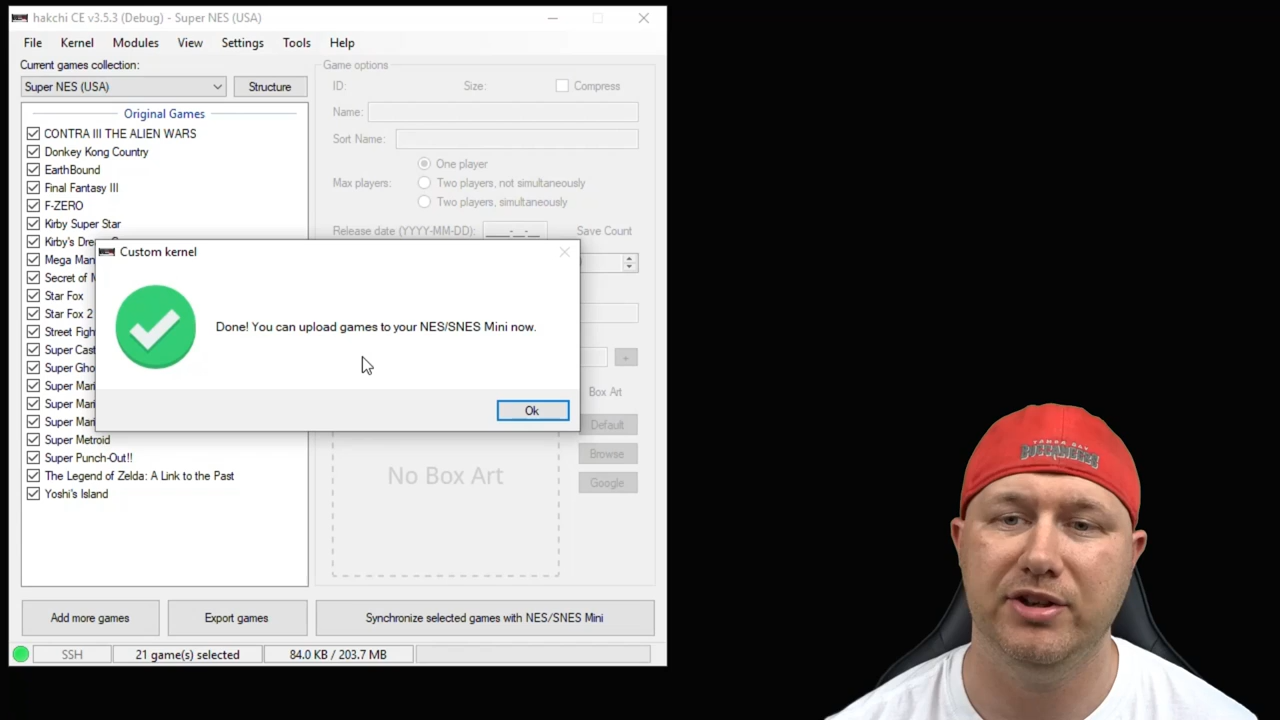 hakchi CE v3.5.3 (Debug) - Super NES (USA)
File Kernel Modules View Settings Tools Help
Current games collection:
Super NES (USA)
Structure
Original Games
CONTRA III THE ALIEN WARS
Donkey Kong Country
EarthBound
Final Fantasy III
F-ZERO
Kirby Super Star
Kirby's
Mega Man
Secret of
Star Fox
Star Fox 2
Street
Super
Super
Super
Super
Super
Super Metroid
Super Punch-Out!!
The Legend of Zelda: A Link to the Past
Yoshi's Island
Game options
ID: Size: Compress
Name:
Sort Name:
Max players:
One player
Two players, not simultaneously
Two players, simultaneously
Release date (YYYY-MM-DD): Save Count
Custom kernel
Done! You can upload games to your NES/SNES Mini now.
Ok
+
Box Art
Default
Browse
Google
No Box Art
Add more games
Export games
Synchronize selected games with NES/SNES Mini
SSH
21 game(s) selected
84.0 KB / 203.7 MB
TAMPA BAY
BUCCANEERS